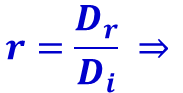 r = D_r / D_i ⇒